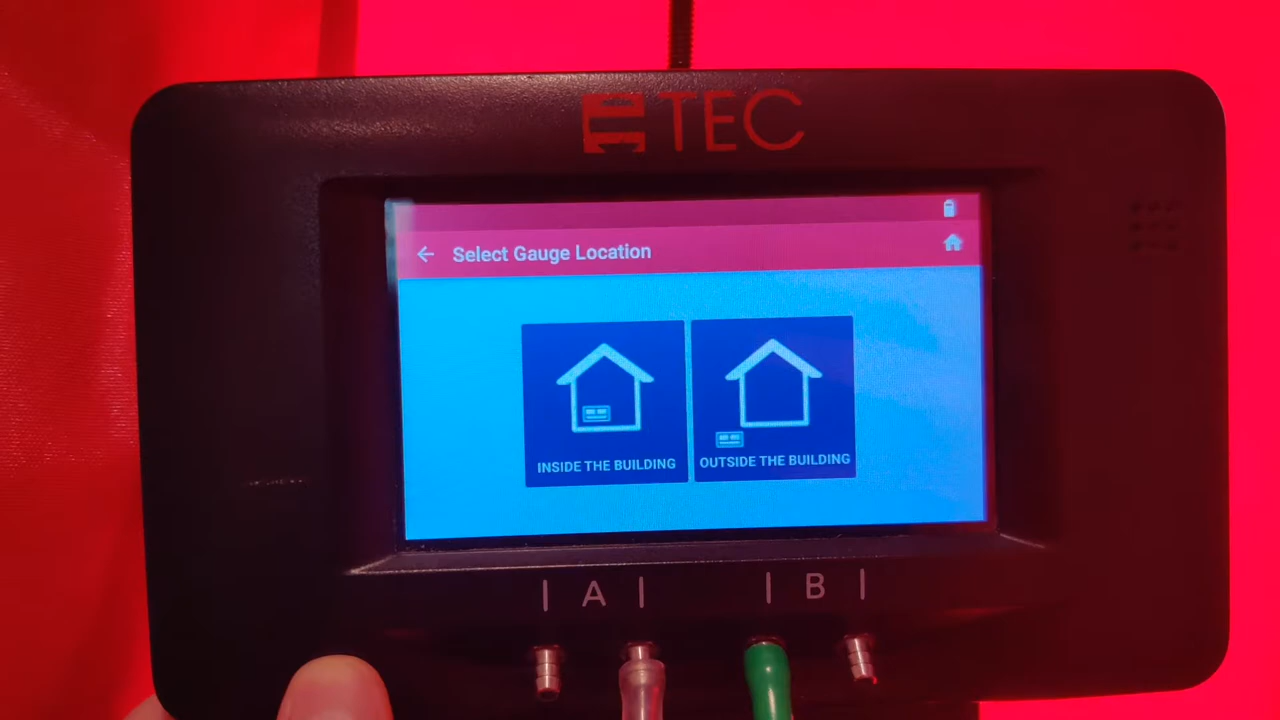 TEC
Select Gauge Location
INSIDE THE BUILDING
OUTSIDE THE BUILDING
A
B